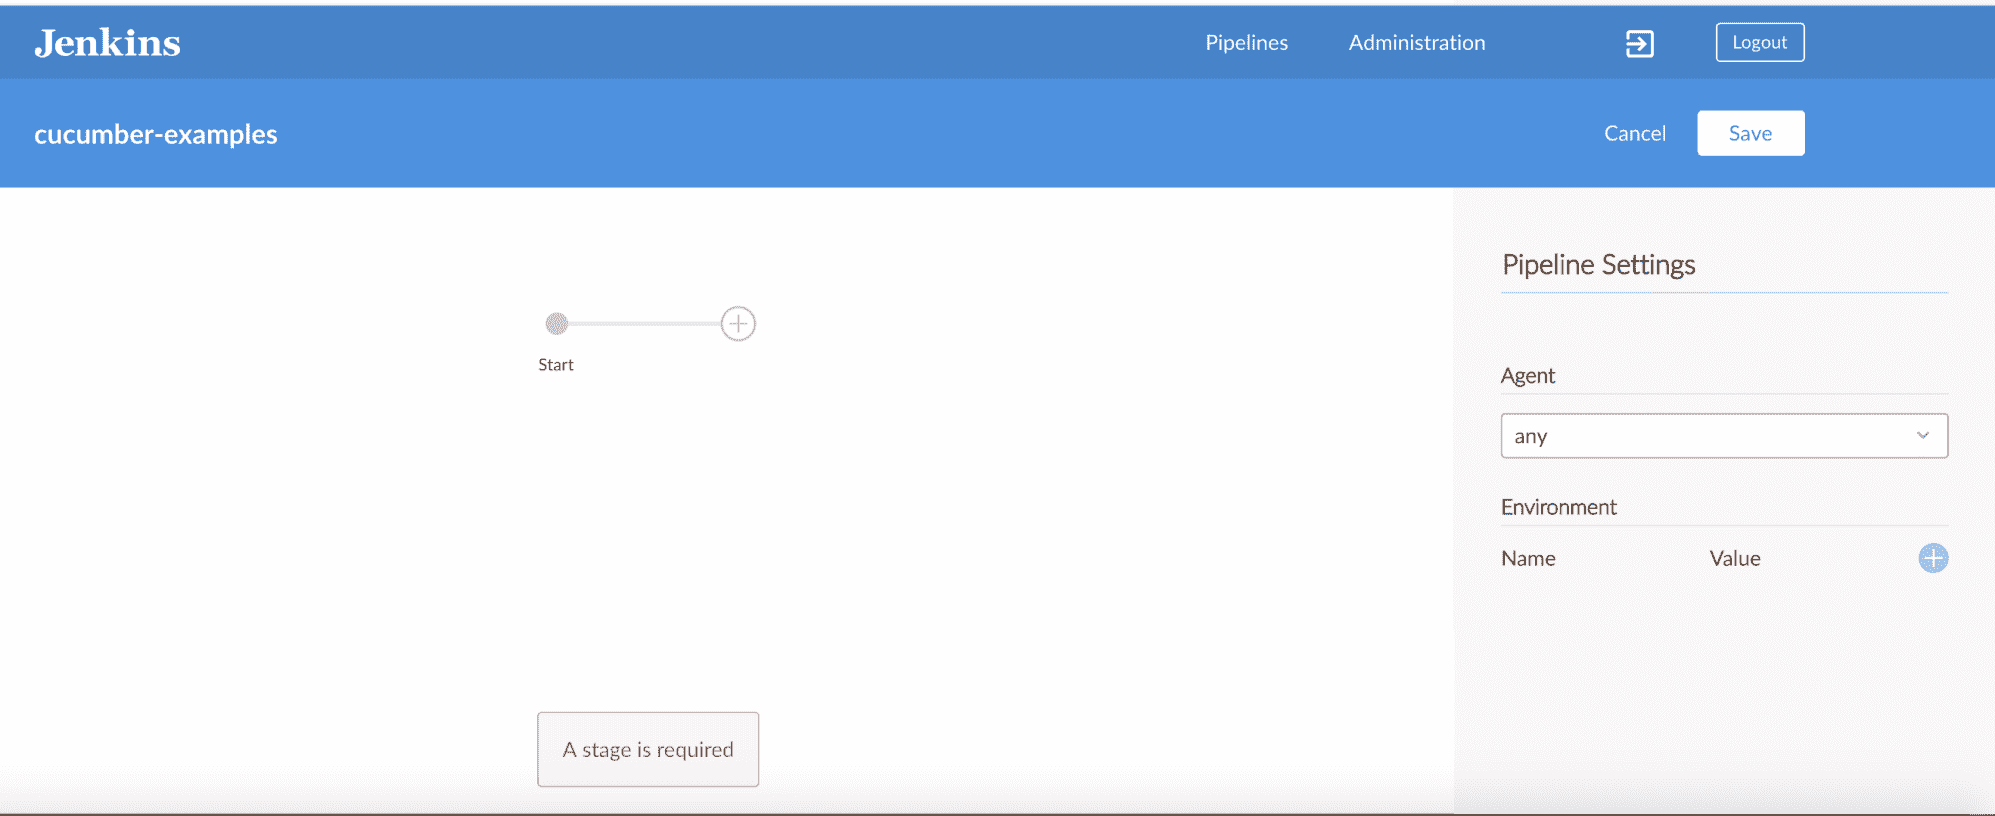 Jenkins Pipelines Administration Logout
cucumber-examples Cancel Save
Pipeline Settings
Start
Agent
any
Environment
Name Value
A stage is required